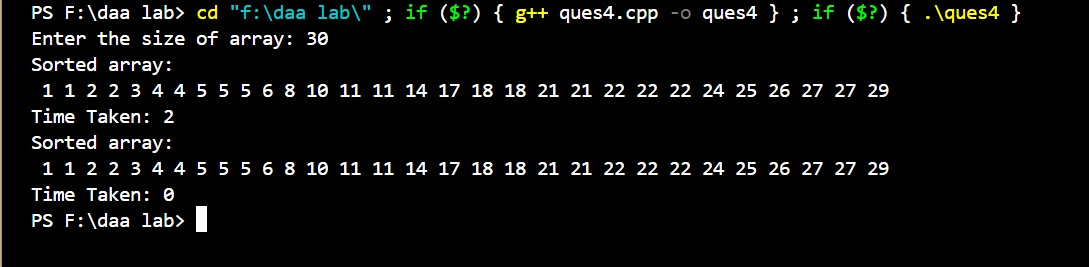 PS F:\daa lab> cd "f:\daa lab\" ; if ($?) { g++ ques4.cpp -o ques4 } ; if ($?) { .\ques4 }
Enter the size of array: 30
Sorted array:
1 1 2 2 3 4 4 5 5 5 6 8 10 11 11 14 17 18 18 21 21 22 22 22 24 25 26 27 27 29
Time Taken: 2
Sorted array:
1 1 2 2 3 4 4 5 5 5 6 8 10 11 11 14 17 18 18 21 21 22 22 22 24 25 26 27 27 29
Time Taken: 0
PS F:\daa lab>